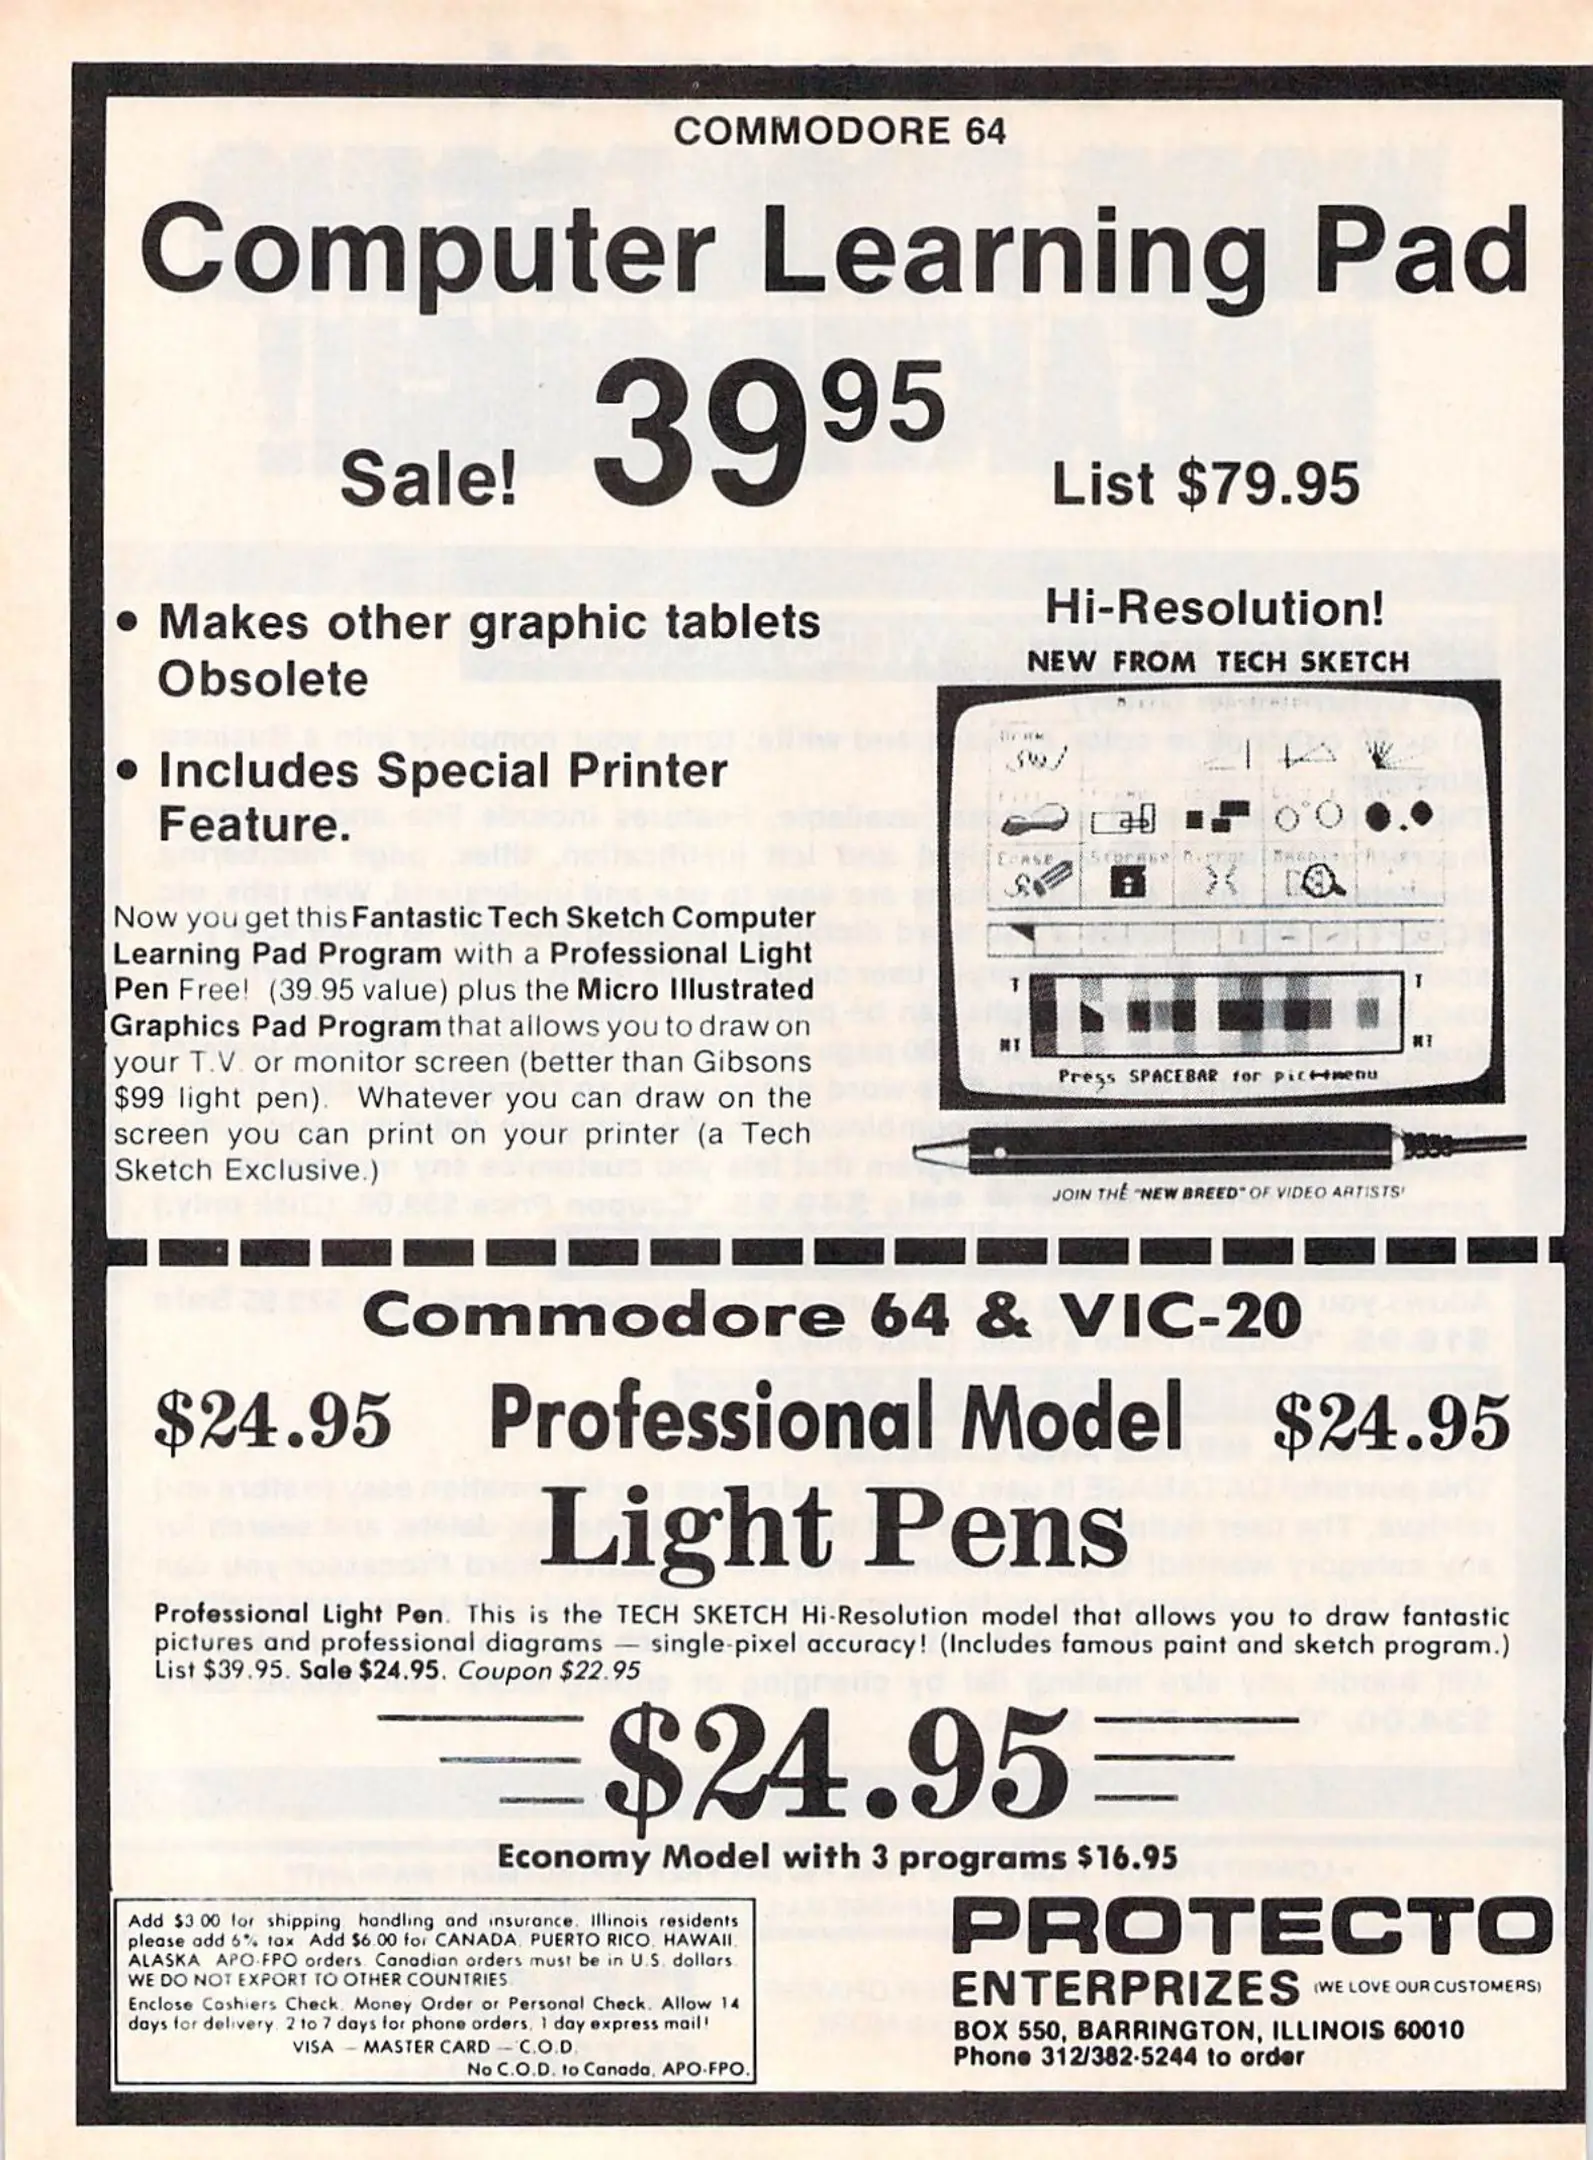 COMMODORE 64
Computer Learning Pad
Sale! 39 95 List $79.95
• Makes other graphic tablets
Obsolete
• Includes Special Printer
Feature.
Now you get this Fantastic Tech Sketch Computer
Learning Pad Program with a Professional Light
Pen Free! (39.95 value) plus the Micro Illustrated
Graphics Pad Program that allows you to draw on
your T.V. or monitor screen (better than Gibsons
$99 light pen). Whatever you can draw on the
screen you can print on your printer (a Tech
Sketch Exclusive.)
Hi-Resolution!
NEW FROM TECH SKETCH
Draw
Erase Storage Mirror Magnify
T T
NT NT
Press SPACEBAR for pic menu
JOIN THE "NEW BREED" OF VIDEO ARTISTS!
Commodore 64 & VIC-20
$24.95 Professional Model $24.95
Light Pens
Professional Light Pen. This is the TECH SKETCH Hi-Resolution model that allows you to draw fantastic
pictures and professional diagrams — single-pixel accuracy! (Includes famous paint and sketch program.)
List $39.95. Sale $24.95. Coupon $22.95
$24.95
Economy Model with 3 programs $16.95
Add $3.00 for shipping, handling and insurance. Illinois residents
please add 6% tax. Add $6.00 for CANADA, PUERTO RICO, HAWAII,
ALASKA, APO-FPO orders. Canadian orders must be in U.S. dollars.
WE DO NOT EXPORT TO OTHER COUNTRIES.
Enclose Cashiers Check, Money Order or Personal Check. Allow 14
days for delivery, 2 to 7 days for phone orders, 1 day express mail!
VISA — MASTER CARD — C.O.D.
No C.O.D. to Canada, APO-FPO.
PROTECTO
ENTERPRIZES (WE LOVE OUR CUSTOMERS)
BOX 550, BARRINGTON, ILLINOIS 60010
Phone 312/382-5244 to order